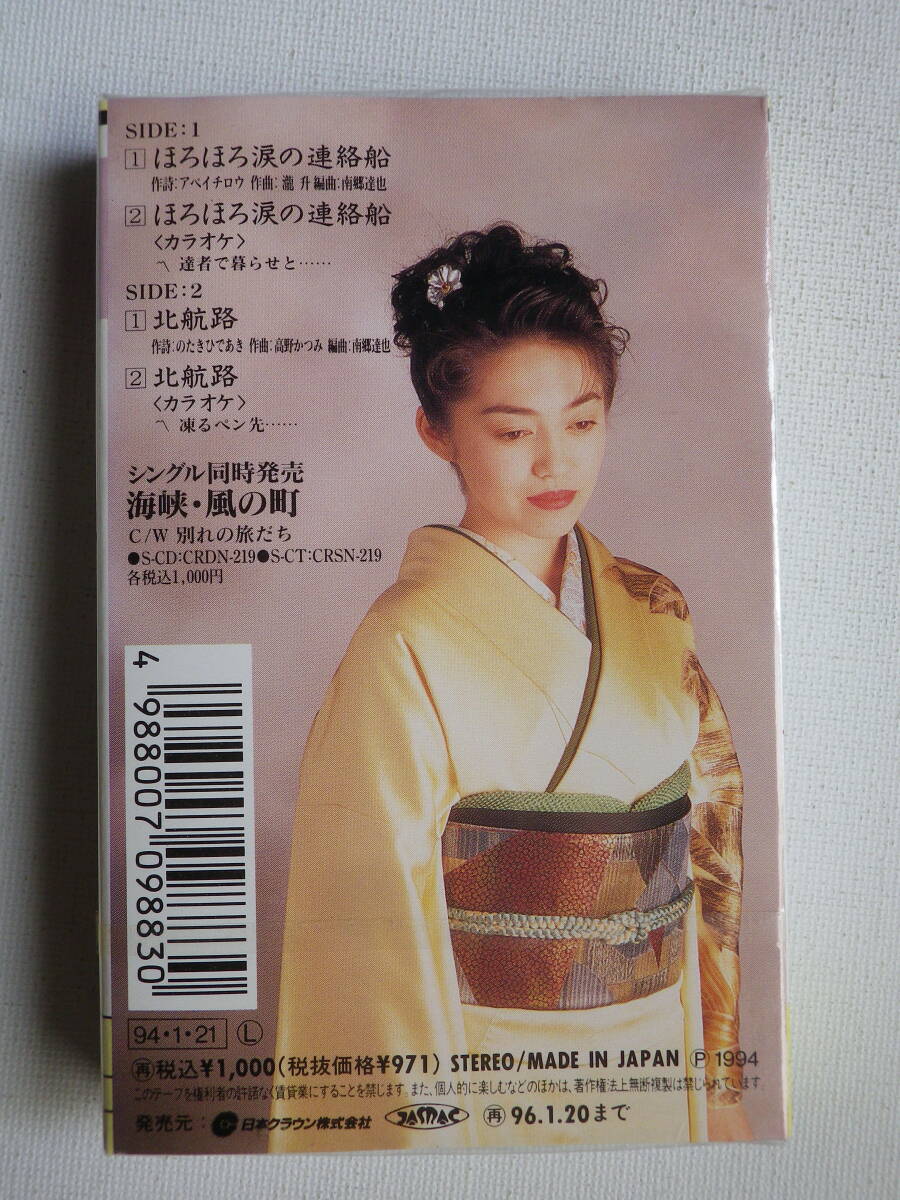 SIDE:1
1 ほろほろ涙の連絡船
作詩:アベイチロウ 作曲:瀧 升 編曲:南郷達也
2 ほろほろ涙の連絡船
〈カラオケ〉
〽 達者で暮らせと……
SIDE:2
1 北航路
作詩:のたきひであき 作曲:高野かつみ 編曲:南郷達也
2 北航路
〈カラオケ〉
〽 凍るペン先……
シングル同時発売
海峡・風の町
C/W 別れの旅だち
●S-CD:CRDN-219●S-CT:CRSN-219
各税込1,000円
4 988007 098830
94・1・21 Ⓛ
再税込¥1,000(税抜価格¥971) STEREO/MADE IN JAPAN Ⓟ 1994
このテープを権利者の許諾なく賃貸業にすることを禁じます。また、個人的に楽しむなどのほかは、著作権法上無断複製は禁じられています。
発売元: 日本クラウン株式会社 JASRAC 再 96.1.20まで